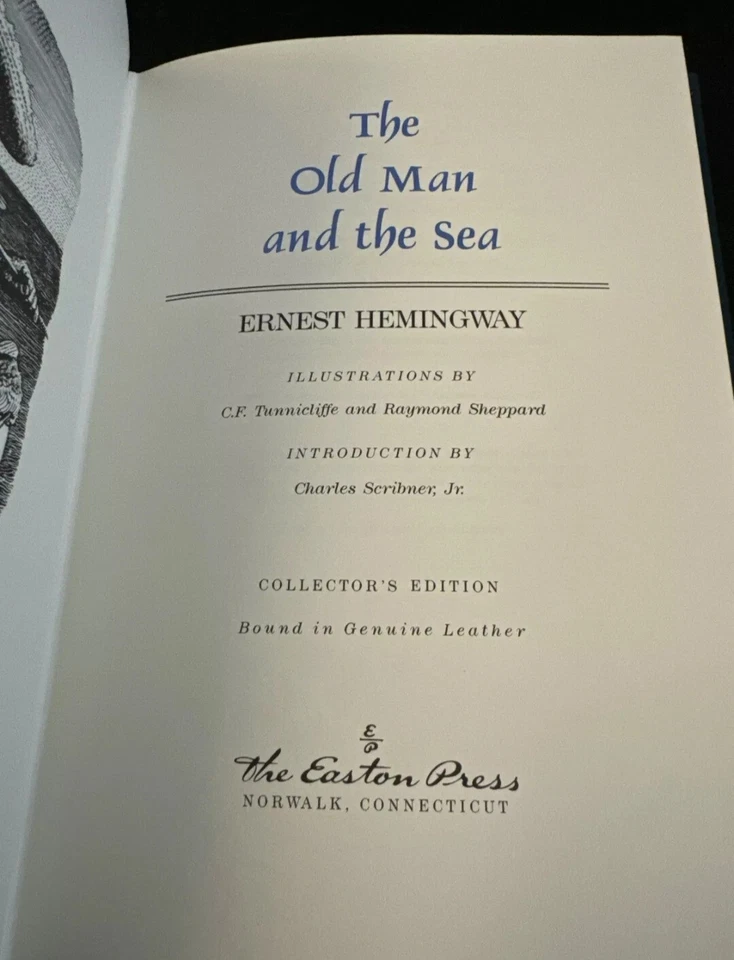 The
Old Man
and the Sea
ERNEST HEMINGWAY
ILLUSTRATIONS BY
C.F. Tunnicliffe and Raymond Sheppard
INTRODUCTION BY
Charles Scribner, Jr.
COLLECTOR'S EDITION
Bound in Genuine Leather
E
P
The Easton Press
NORWALK, CONNECTICUT